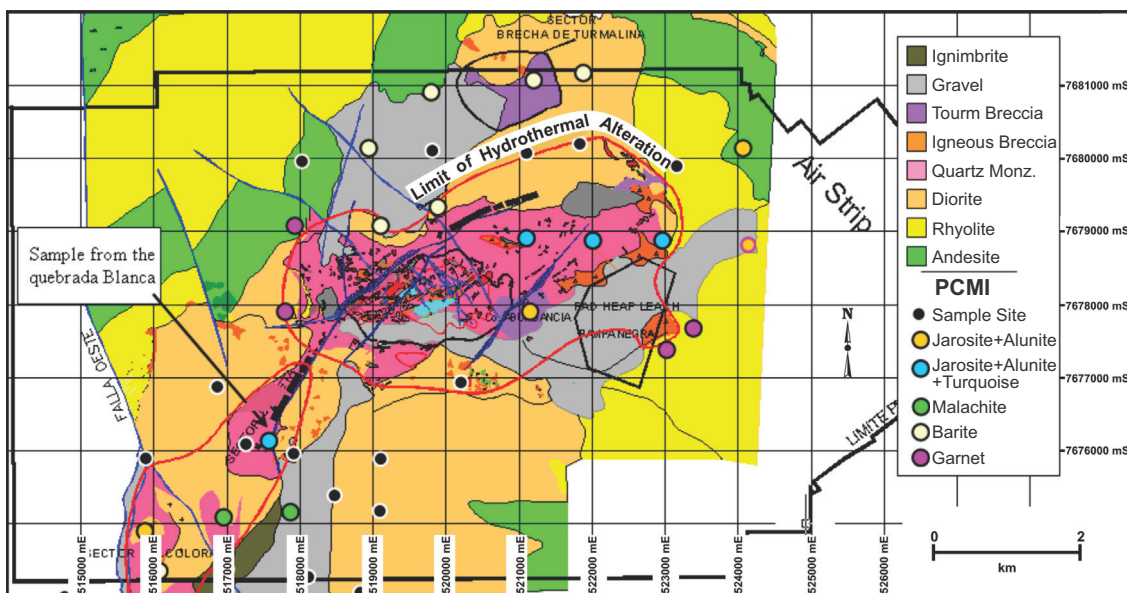 SECTOR
BRECHA DE TURMALINA
Limit of Hydrothermal Alteration
Air Strip
Sample from the
quebrada Blanca
FALLA OESTE
PAD HEAP LEACH
PAMPA NEGRA
SECTOR
SECTOR COLORA
LIMITE P
N
Ignimbrite
Gravel
Tourm Breccia
Igneous Breccia
Quartz Monz.
Diorite
Rhyolite
Andesite
PCMI
Sample Site
Jarosite+Alunite
Jarosite+Alunite
+Turquoise
Malachite
Barite
Garnet
7681000 mS
7680000 mS
7679000 mS
7678000 mS
7677000 mS
7676000 mS
515000 mE
516000 mE
517000 mE
518000 mE
519000 mE
520000 mE
521000 mE
522000 mE
523000 mE
524000 mE
525000 mE
526000 mE
0 2
km